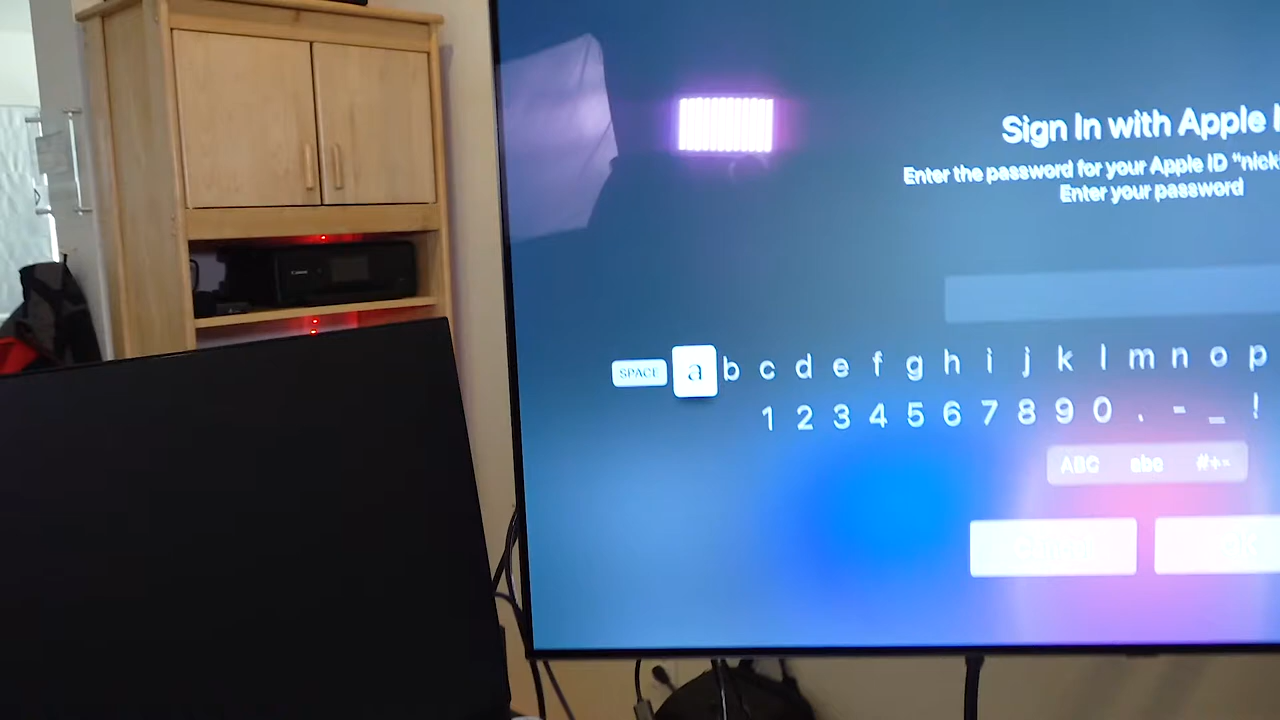 Sign In with Apple
Enter the password for your Apple ID "nick
Enter your password
SPACE a b c d e f g h i j k l m n o p
1 2 3 4 5 6 7 8 9 0 . - _ !
ABC abc #+=
Canon